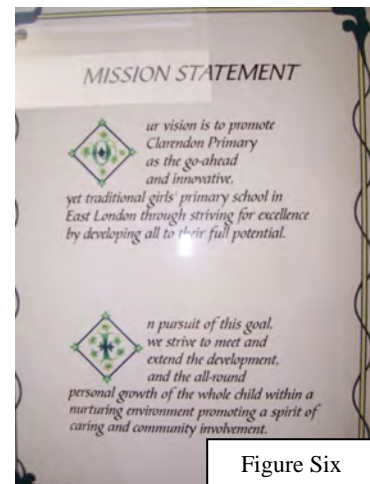 MISSION STATEMENT
Our vision is to promote
Clarendon Primary
as the go-ahead
and innovative,
yet traditional girls' primary school in
East London through striving for excellence
by developing all to their full potential.
In pursuit of this goal,
we strive to meet and
extend the development,
and the all-round
personal growth of the whole child within a
nurturing environment promoting a spirit of
caring and community involvement.
Figure Six